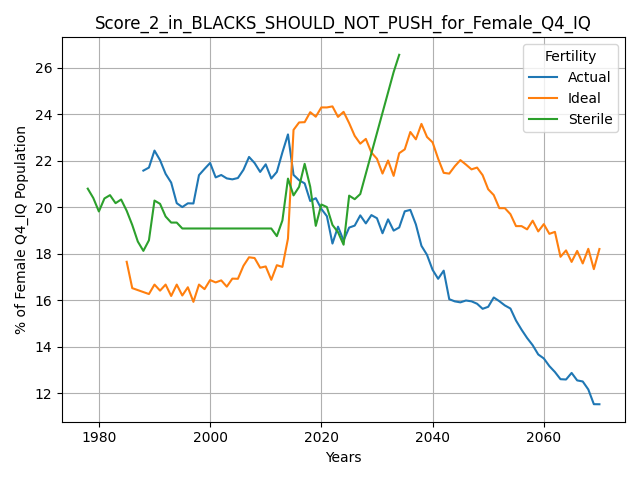 Score_2_in_BLACKS_SHOULD_NOT_PUSH_for_Female_Q4_IQ
Fertility
Actual
Ideal
Sterile
% of Female Q4_IQ Population
26
24
22
20
18
16
14
12
1980 2000 2020 2040 2060
Years